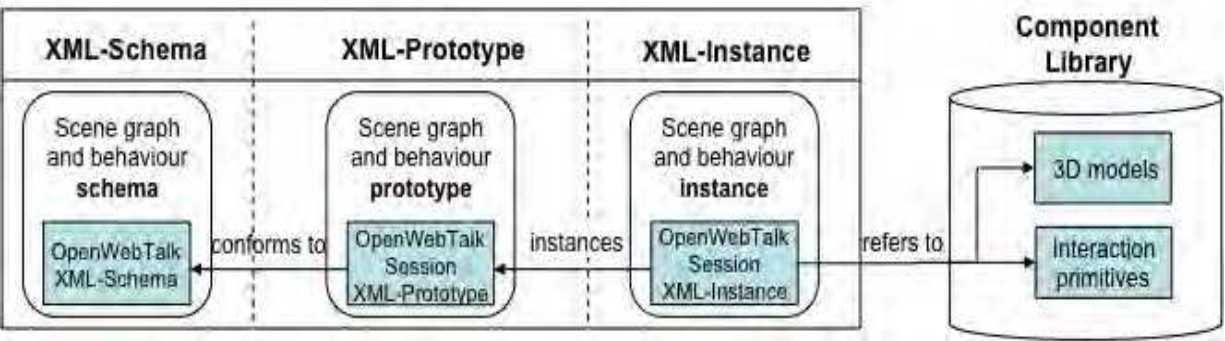 XML-Schema
XML-Prototype
XML-Instance
Component
Library
Scene graph
and behaviour
schema
OpenWebTalk
XML-Schema
conforms to
Scene graph
and behaviour
prototype
OpenWebTalk
Session
XML-Prototype
instances
Scene graph
and behaviour
instance
OpenWebTalk
Session
XML-Instance
refers to
3D models
Interaction
primitives